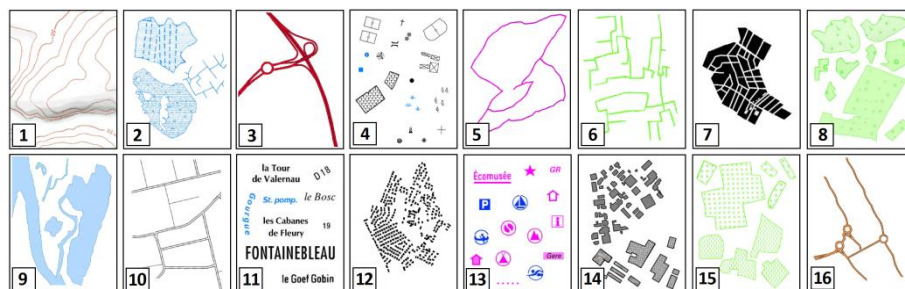 1
2
3
4
5
6
7
8
9
10
la Tour
de Valernau
D 18
Gourgue
St. pomp.
le Bosc
les Cabanes
de Fleury
19
FONTAINEBLEAU
le Goef Gobin
11
12
Écomusée
GR
P
i
Gare
13
14
15
16